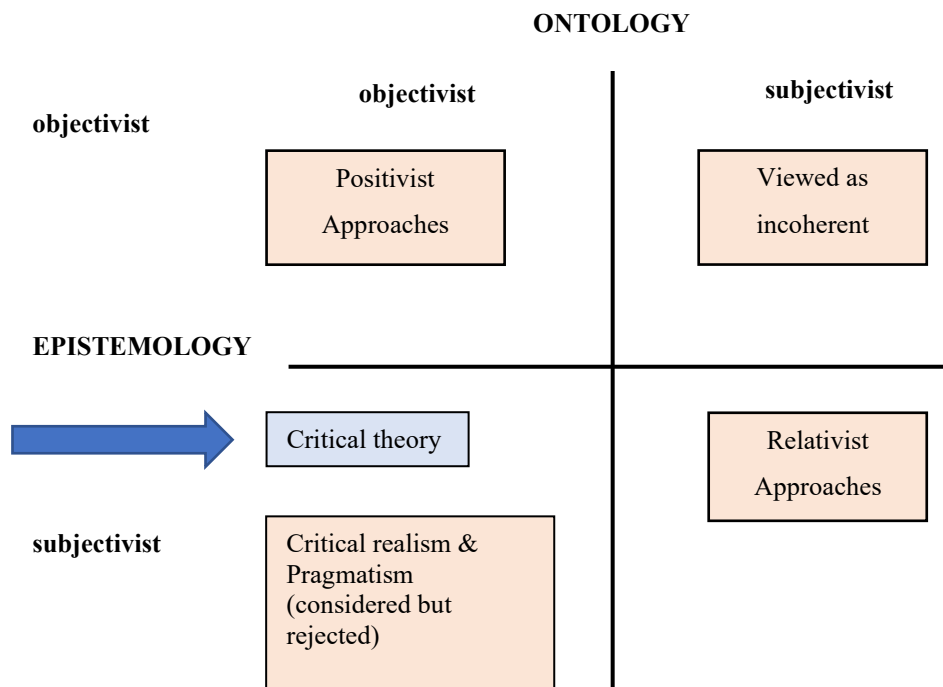 ONTOLOGY
objectivist
subjectivist
objectivist
Positivist
Approaches
Viewed as
incoherent
EPISTEMOLOGY
Critical theory
Relativist
Approaches
subjectivist
Critical realism &
Pragmatism
(considered but
rejected)